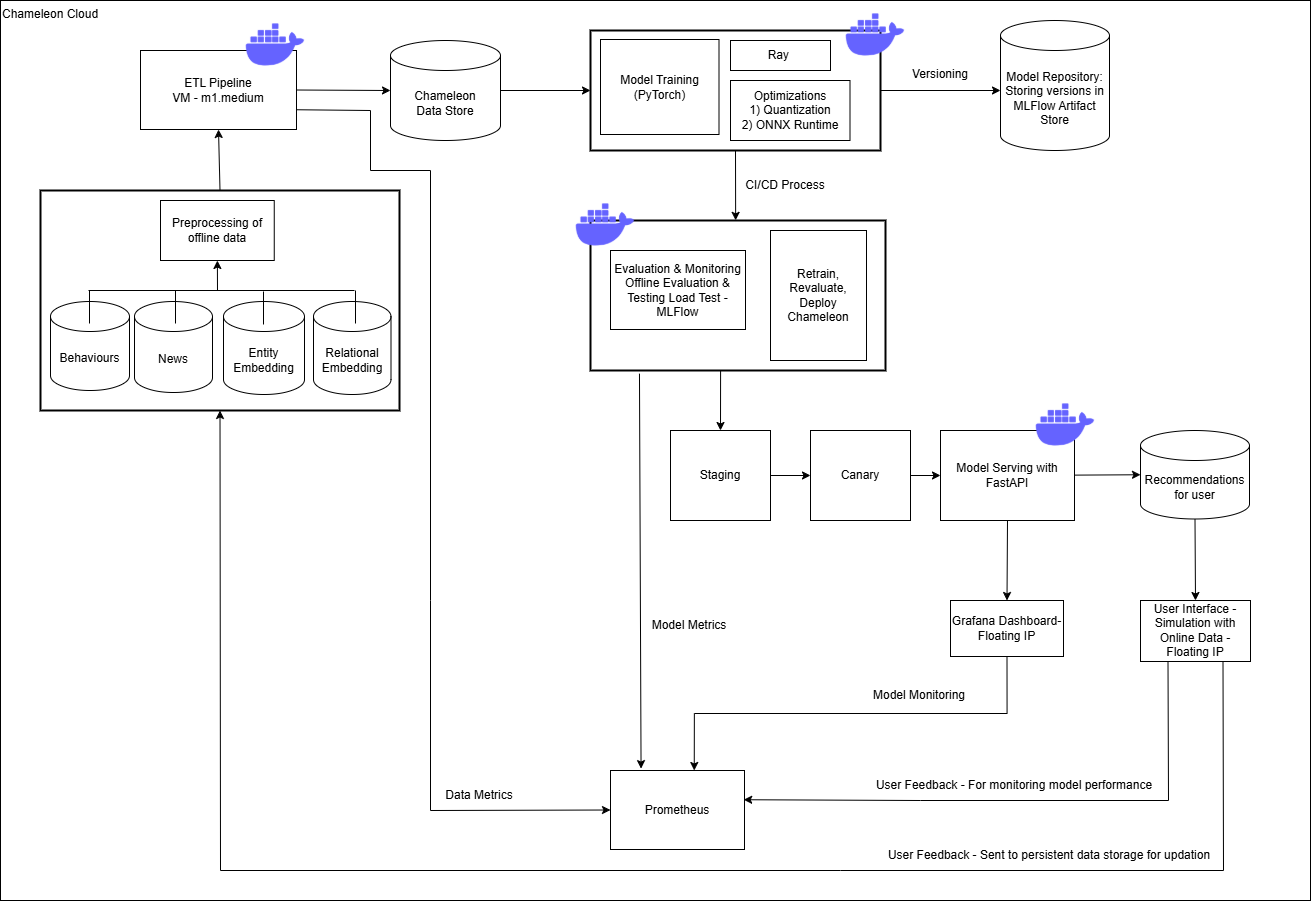 Chameleon Cloud
ETL Pipeline
VM - m1.medium
Chameleon
Data Store
Model Training
(PyTorch)
Ray
Optimizations
1) Quantization
2) ONNX Runtime
Versioning
Model Repository:
Storing versions in
MLFlow Artifact
Store
CI/CD Process
Preprocessing of
offline data
Behaviours
News
Entity
Embedding
Relational
Embedding
Evaluation & Monitoring
Offline Evaluation &
Testing Load Test -
MLFlow
Retrain,
Revaluate,
Deploy
Chameleon
Staging
Canary
Model Serving with
FastAPI
Recommendations
for user
Model Metrics
Grafana Dashboard-
Floating IP
User Interface -
Simulation with
Online Data -
Floating IP
Model Monitoring
Data Metrics
Prometheus
User Feedback - For monitoring model performance
User Feedback - Sent to persistent data storage for updation